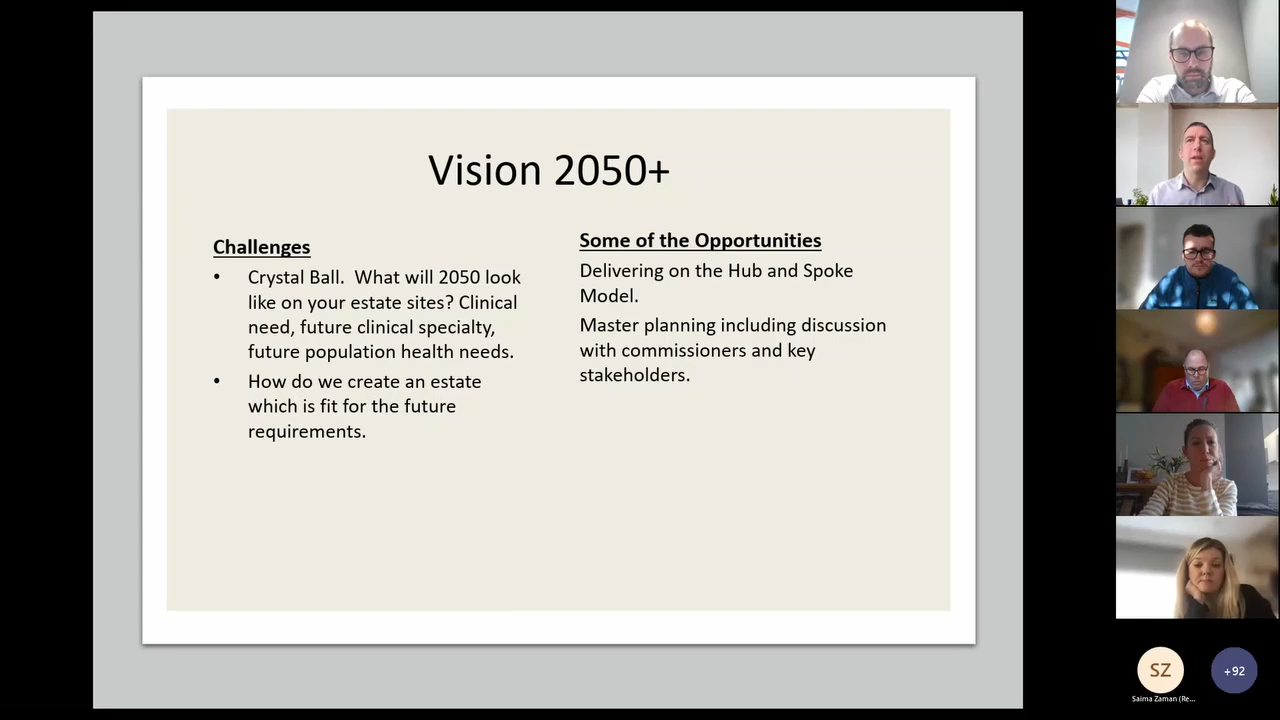 Vision 2050+
Challenges
• Crystal Ball.  What will 2050 look
like on your estate sites? Clinical
need, future clinical specialty,
future population health needs.
• How do we create an estate
which is fit for the future
requirements.
Some of the Opportunities
Delivering on the Hub and Spoke
Model.
Master planning including discussion
with commissioners and key
stakeholders.
SZ
+92
Saima Zaman (Re...